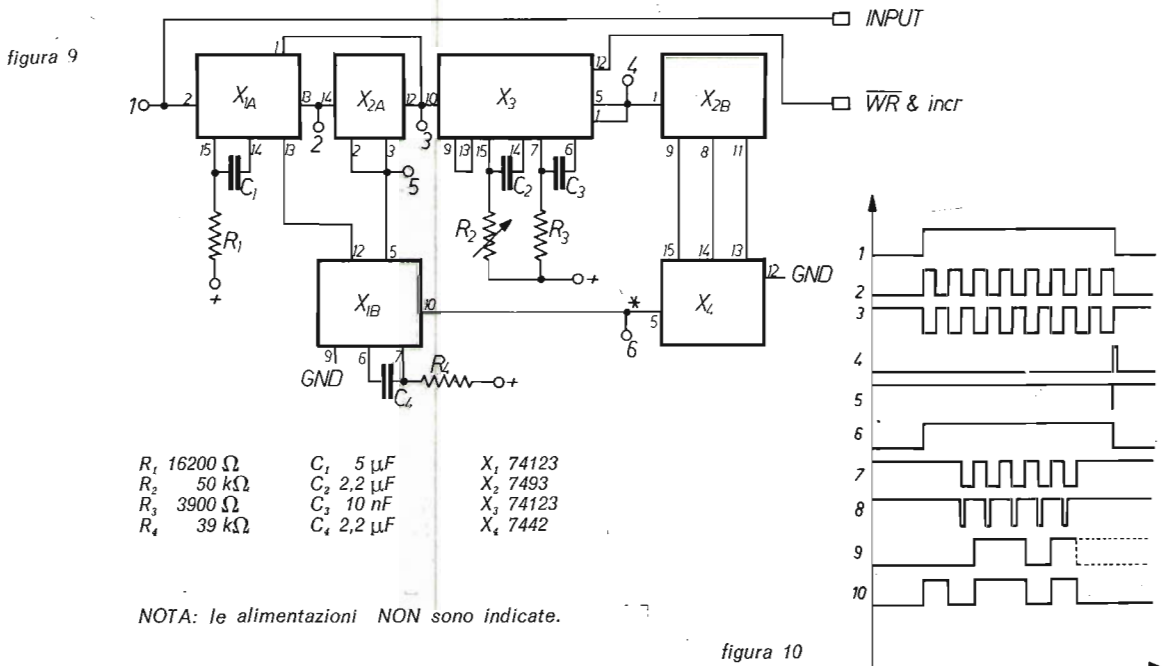 figura 9
INPUT
WR & incr
1
2
1
X1A
13
14
15
14
13
C1
R1
+
2
X2A
12
2
3
5
3
10
X3
12
5
1
4
9
13
15
14
7
6
C2
C3
R2
R3
+
1
X2B
9
8
11
15
14
13
X4
12
GND
5
*
6
12
5
X1B
10
9
GND
6
7
C4
R4
+
R1 16200 Ω
C1 5 μF
X1 74123
R2 50 kΩ
C2 2,2 μF
X2 7493
R3 3900 Ω
C3 10 nF
X3 74123
R4 39 kΩ
C4 2,2 μF
X4 7442
NOTA: le alimentazioni NON sono indicate.
1
2
3
4
5
6
7
8
9
10
figura 10